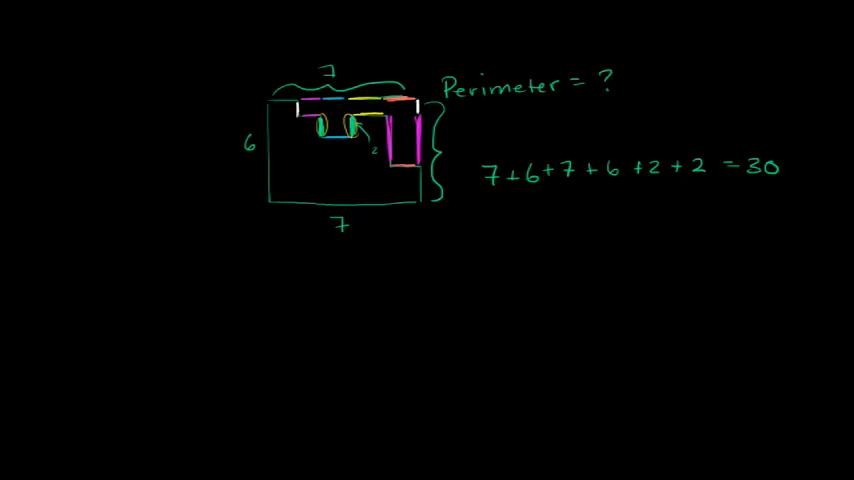 7
Perimeter = ?
6
2
7 + 6 + 7 + 6 + 2 + 2 = 30
7